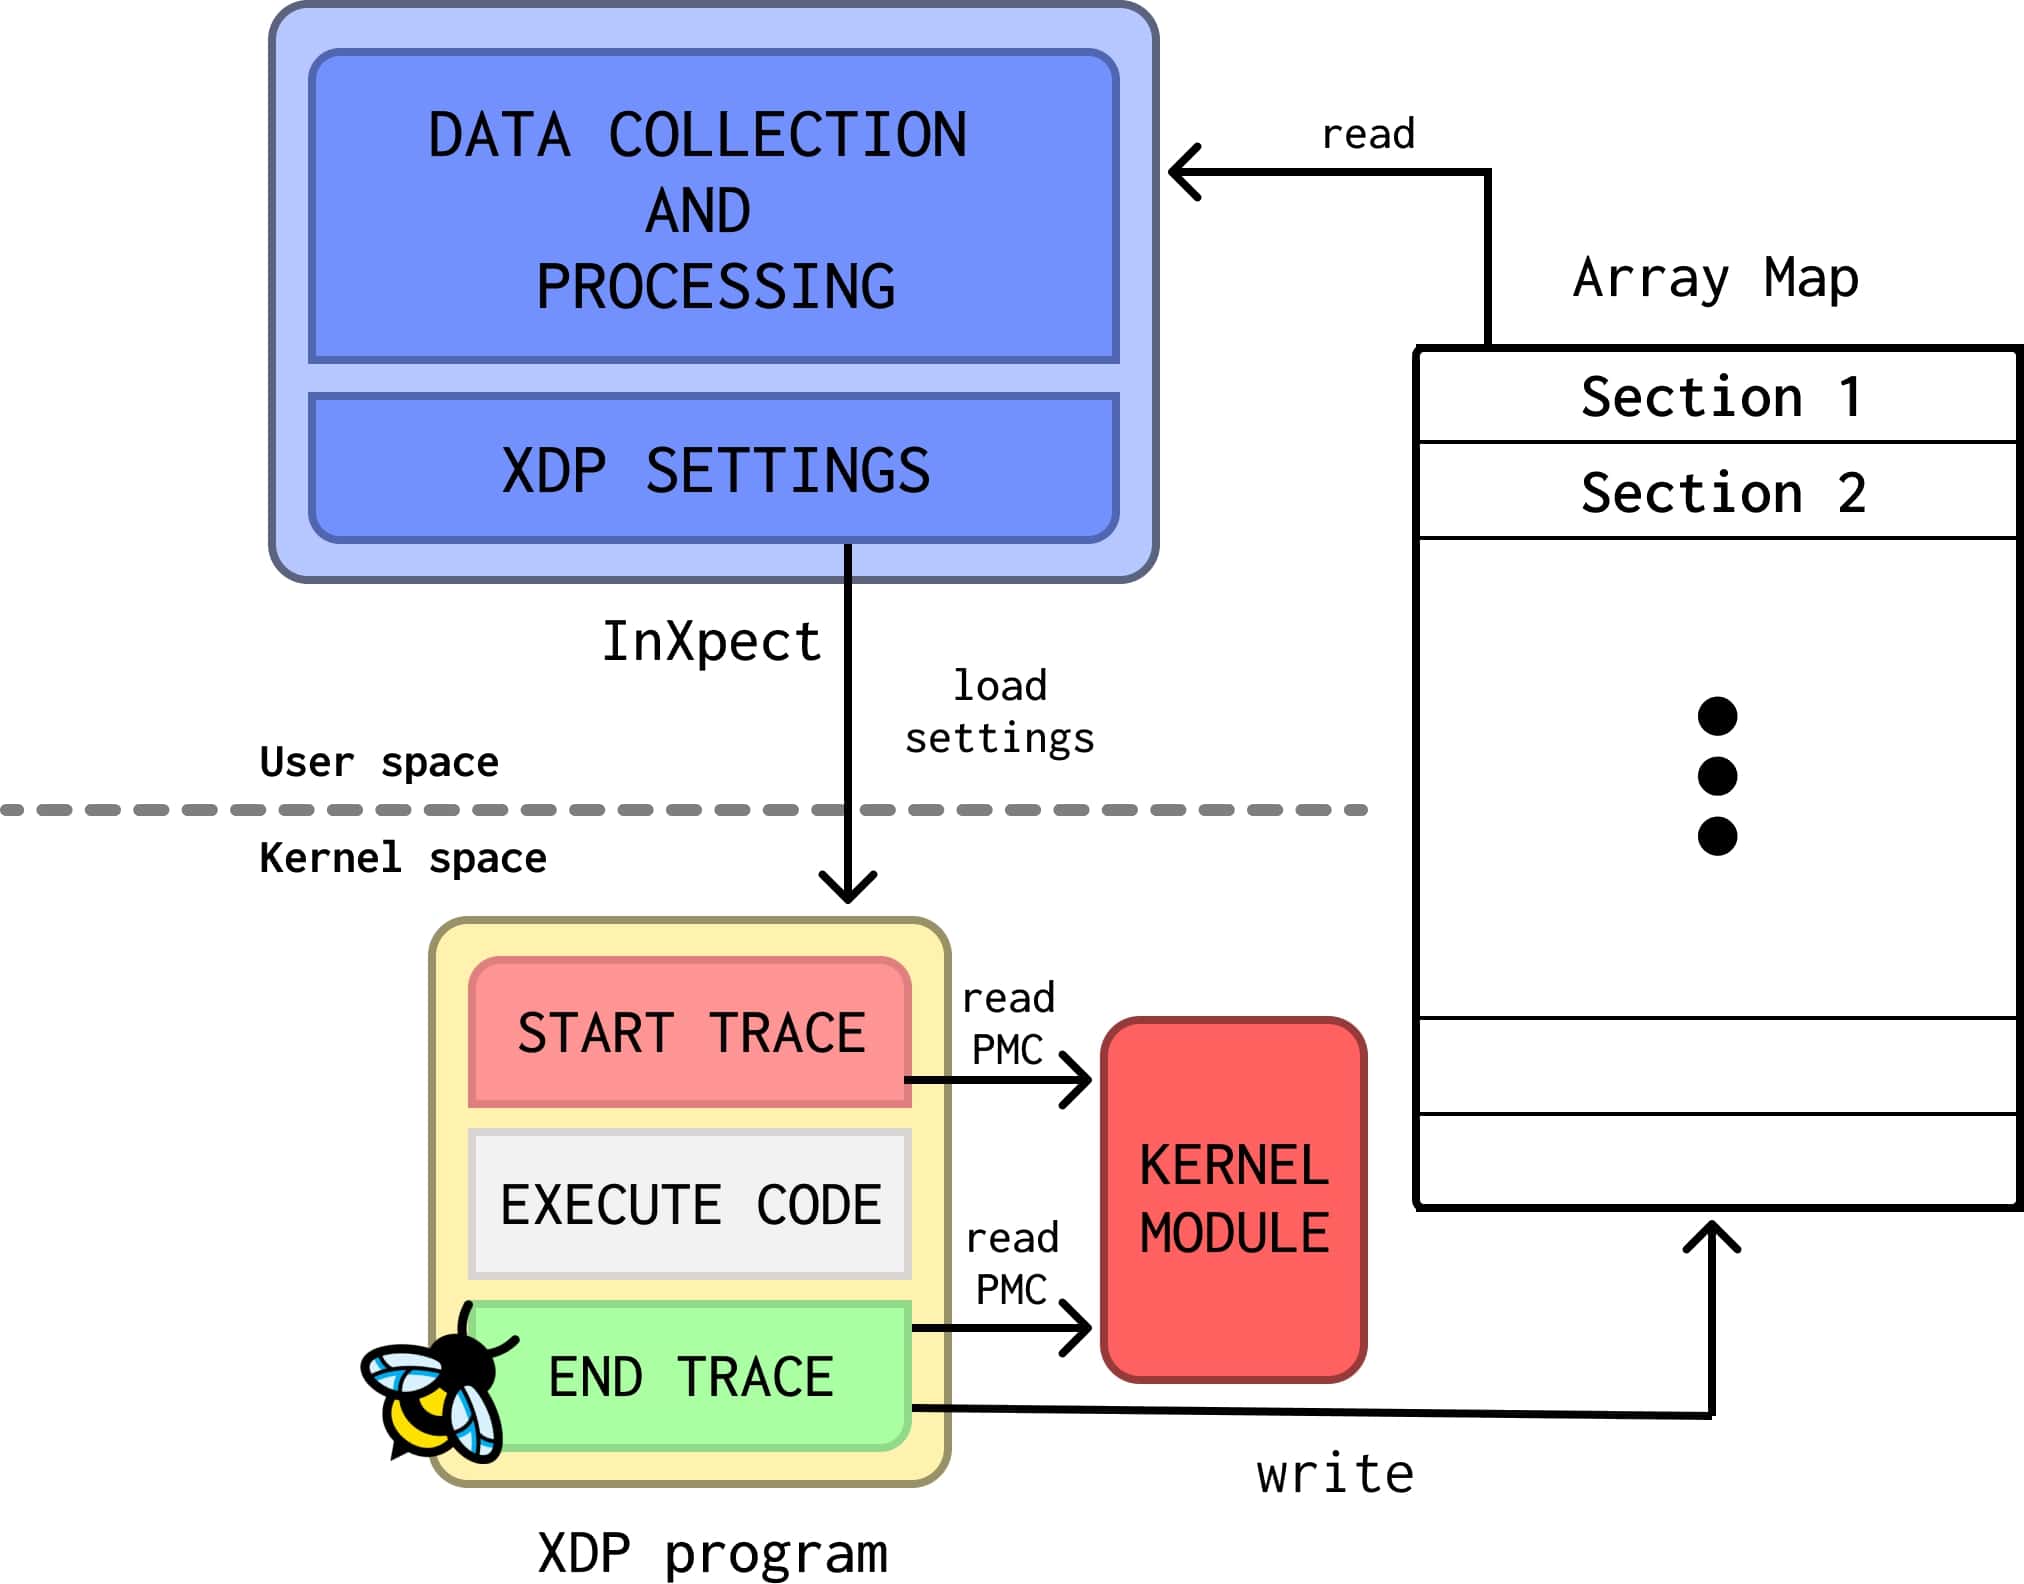 DATA COLLECTION
AND
PROCESSING
XDP SETTINGS
read
Array Map
Section 1
Section 2
InXpect
load
settings
User space
Kernel space
START TRACE
EXECUTE CODE
END TRACE
read
PMC
read
PMC
KERNEL
MODULE
write
XDP program